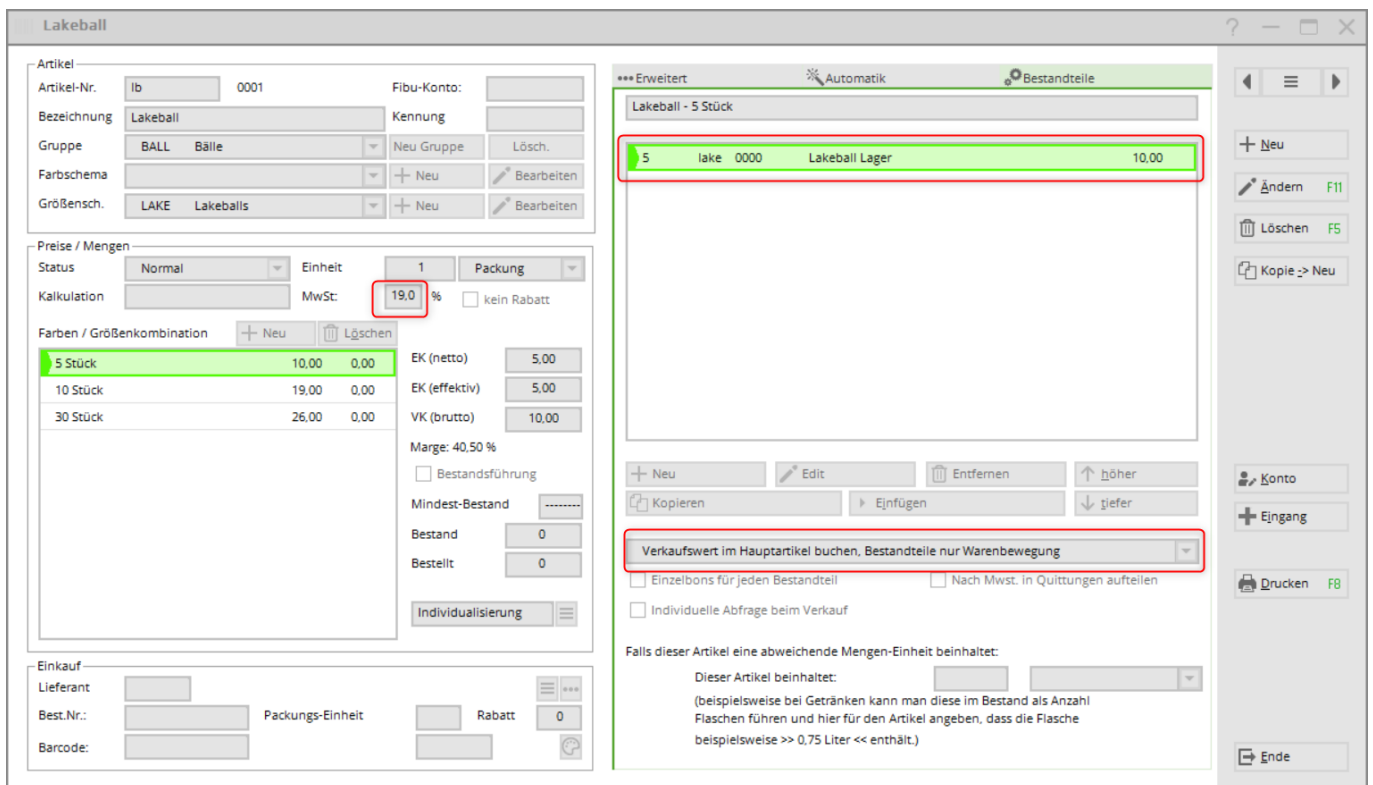 Lakeball
Artikel
Artikel-Nr. lb 0001 Fibu-Konto:
Bezeichnung Lakeball Kennung
Gruppe BALL Bälle Neu Gruppe Lösch.
Farbschema + Neu Bearbeiten
Größensch. LAKE Lakeballs + Neu Bearbeiten
Preise / Mengen
Status Normal Einheit 1 Packung
Kalkulation MwSt: 19,0 % kein Rabatt
Farben / Größenkombination + Neu Löschen
5 Stück 10,00 0,00
10 Stück 19,00 0,00
30 Stück 26,00 0,00
EK (netto) 5,00
EK (effektiv) 5,00
VK (brutto) 10,00
Marge: 40,50 %
Bestandsführung
Mindest-Bestand --------
Bestand 0
Bestellt 0
Individualisierung
Einkauf
Lieferant
Best.Nr.: Packungs-Einheit Rabatt 0
Barcode:
••• Erweitert Automatik Bestandteile
Lakeball - 5 Stück
5 lake 0000 Lakeball Lager 10,00
+ Neu Edit Entfernen höher
Kopieren Einfügen tiefer
Verkaufswert im Hauptartikel buchen, Bestandteile nur Warenbewegung
Einzelbons für jeden Bestandteil Nach Mwst. in Quittungen aufteilen
Individuelle Abfrage beim Verkauf
Falls dieser Artikel eine abweichende Mengen-Einheit beinhaltet:
Dieser Artikel beinhaltet:
(beispielsweise bei Getränken kann man diese im Bestand als Anzahl
Flaschen führen und hier für den Artikel angeben, dass die Flasche
beispielsweise >> 0,75 Liter << enthält.)
+ Neu
Ändern F11
Löschen F5
Kopie -> Neu
Konto
Eingang
Drucken F8
Ende